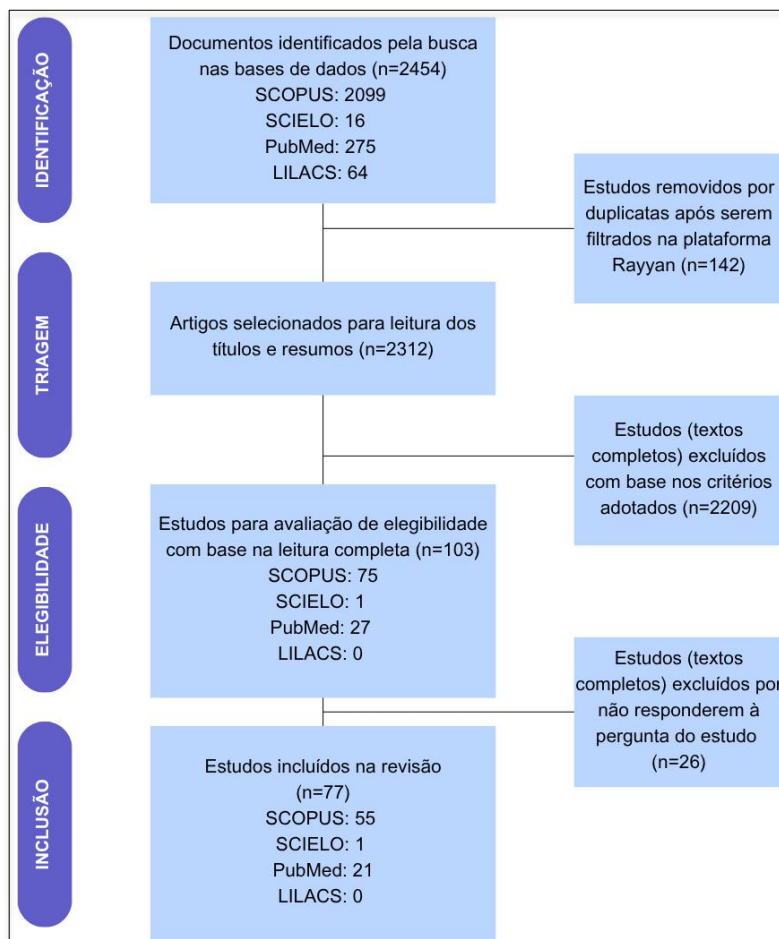 IDENTIFICAÇÃO
Documentos identificados pela busca
nas bases de dados (n=2454)
SCOPUS: 2099
SCIELO: 16
PubMed: 275
LILACS: 64
Estudos removidos por
duplicatas após serem
filtrados na plataforma
Rayyan (n=142)
TRIAGEM
Artigos selecionados para leitura dos
títulos e resumos (n=2312)
Estudos (textos
completos) excluídos
com base nos critérios
adotados (n=2209)
ELEGIBILIDADE
Estudos para avaliação de elegibilidade
com base na leitura completa (n=103)
SCOPUS: 75
SCIELO: 1
PubMed: 27
LILACS: 0
Estudos (textos
completos) excluídos por
não responderem à
pergunta do estudo
(n=26)
INCLUSÃO
Estudos incluídos na revisão
(n=77)
SCOPUS: 55
SCIELO: 1
PubMed: 21
LILACS: 0